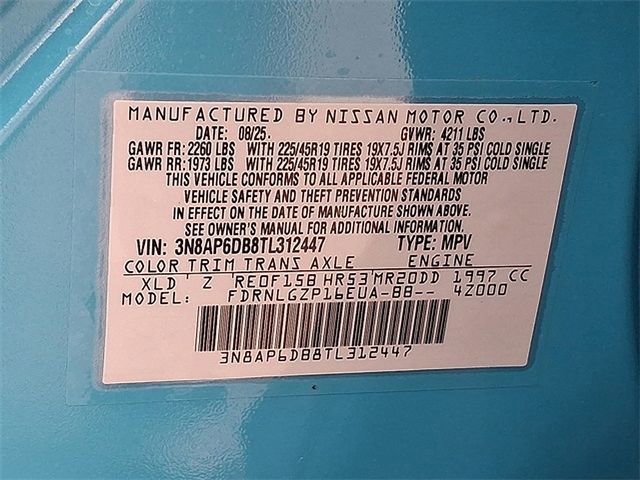 MANUFACTURED BY NISSAN MOTOR CO., LTD.
DATE: 08/25. GVWR: 4211 LBS
GAWR FR: 2260 LBS WITH 225/45R19 TIRES 19X7.5J RIMS AT 35 PSI COLD SINGLE
GAWR RR: 1973 LBS WITH 225/45R19 TIRES 19X7.5J RIMS AT 35 PSI COLD SINGLE
THIS VEHICLE CONFORMS TO ALL APPLICABLE FEDERAL MOTOR
VEHICLE SAFETY AND THEFT PREVENTION STANDARDS
IN EFFECT ON THE DATE OF MANUFACTURE SHOWN ABOVE.
SEE OWNER'S MANUAL FOR ADDITIONAL INFORMATION.
VIN: 3N8AP6DB8TL312447 TYPE: MPV
COLOR TRIM TRANS AXLE ENGINE
XLD Z RE0F15B HR53 MR20DD 1997 CC
MODEL: FDRNLGZP16EUA-BB-- 4Z000
3N8AP6DB8TL312447